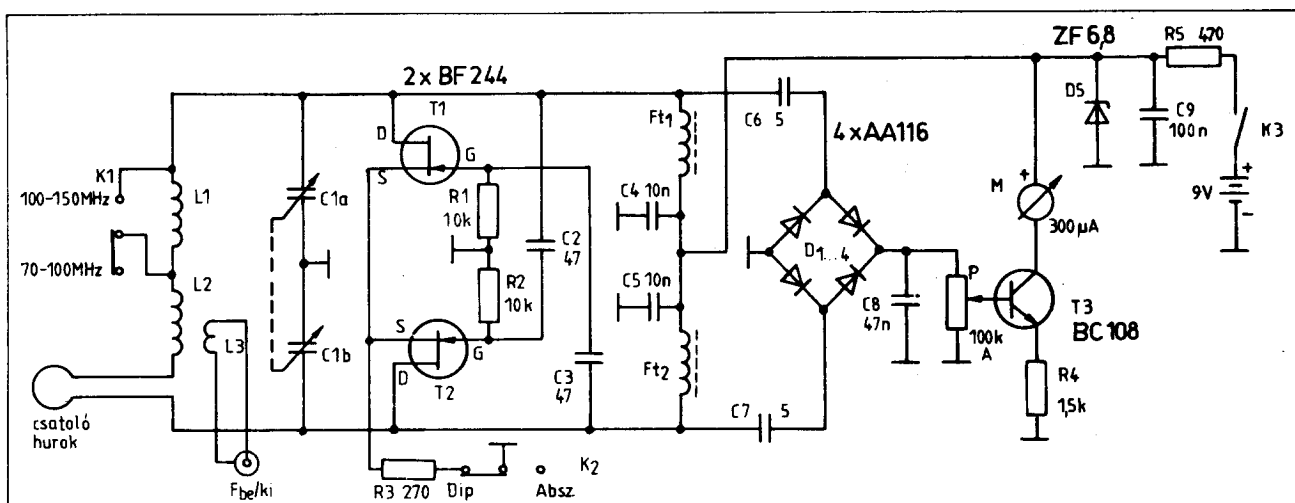 2 x BF 244
ZF 6,8
R5 470
T1
D
G
S
Ft1
C6 5
4 x AA116
D5
C9
100n
K3
K1
100-150MHz
L1
C1a
R1
10k
C4 10n
M
+
300µA
9V
+
-
70-100MHz
L2
R2
10k
C2
47
C5 10n
D1...4
C8
47n
P
100k
A
T3
BC 108
L3
C1b
S
G
D
T2
C3
47
Ft2
R4
1,5k
csatoló
hurok
C7 5
Fbe/ki
R3 270
Dip
Absz
K2